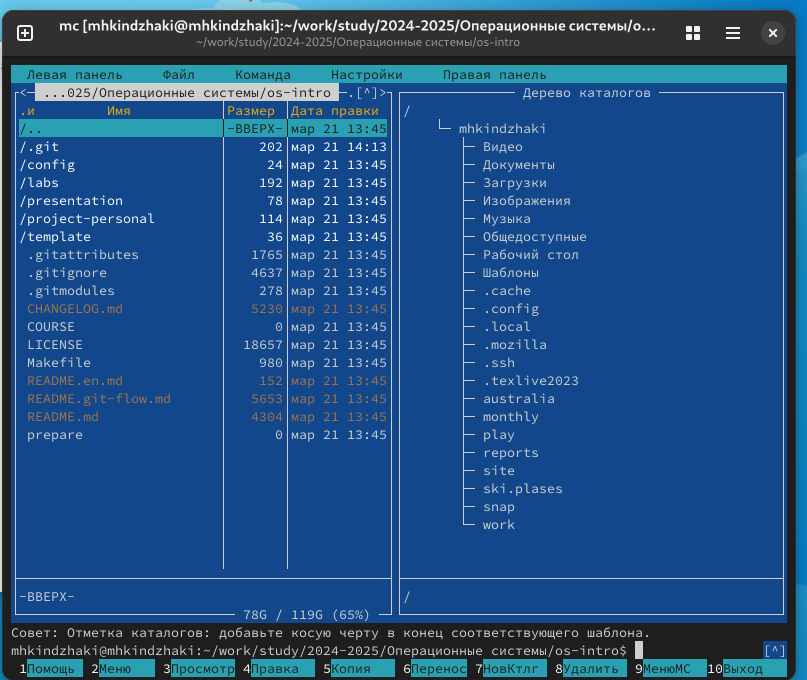 mc [mhkindzhaki@mhkindzhaki]:~/work/study/2024-2025/Операционные системы/o...
~/work/study/2024-2025/Операционные системы/os-intro
Левая панель Файл Команда Настройки Правая панель
<─ ...025/Операционные системы/os-intro ─.[^]>
.и Имя Размер Дата правки
/.. -ВВЕРХ- мар 21 13:45
/.git 202 мар 21 14:13
/config 24 мар 21 13:45
/labs 192 мар 21 13:45
/presentation 78 мар 21 13:45
/project-personal 114 мар 21 13:45
/template 36 мар 21 13:45
.gitattributes 1765 мар 21 13:45
.gitignore 4637 мар 21 13:45
.gitmodules 278 мар 21 13:45
CHANGELOG.md 5230 мар 21 13:45
COURSE 0 мар 21 13:45
LICENSE 18657 мар 21 13:45
Makefile 980 мар 21 13:45
README.en.md 152 мар 21 13:45
README.git-flow.md 5653 мар 21 13:45
README.md 4304 мар 21 13:45
prepare 0 мар 21 13:45
-ВВЕРХ-
78G / 119G (65%)
Дерево каталогов
/
mhkindzhaki
Видео
Документы
Загрузки
Изображения
Музыка
Общедоступные
Рабочий стол
Шаблоны
.cache
.config
.local
.mozilla
.ssh
.texlive2023
australia
monthly
play
reports
site
ski.plases
snap
work
/
Совет: Отметка каталогов: добавьте косую черту в конец соответствующего шаблона.
mhkindzhaki@mhkindzhaki:~/work/study/2024-2025/Операционные системы/os-intro$ [^]
1Помощь 2Меню 3Просмотр 4Правка 5Копия 6Перенос 7НовКтлг 8Удалить 9МенюМС 10Выход